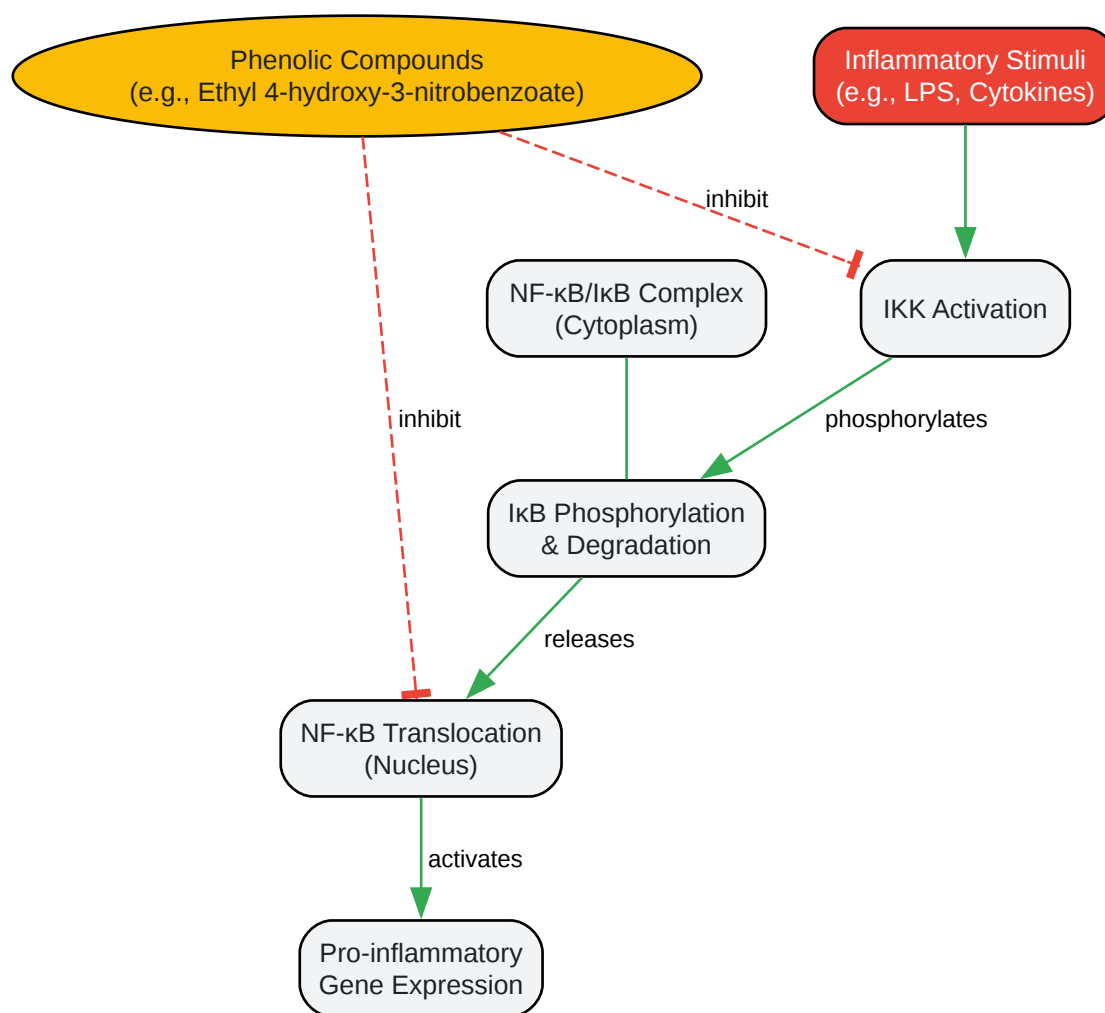 Phenolic Compounds
(e.g., Ethyl 4-hydroxy-3-nitrobenzoate)
Inflammatory Stimuli
(e.g., LPS, Cytokines)
inhibit
NF-κB/IκB Complex
(Cytoplasm)
IKK Activation
inhibit
phosphorylates
IκB Phosphorylation
& Degradation
releases
NF-κB Translocation
(Nucleus)
activates
Pro-inflammatory
Gene Expression